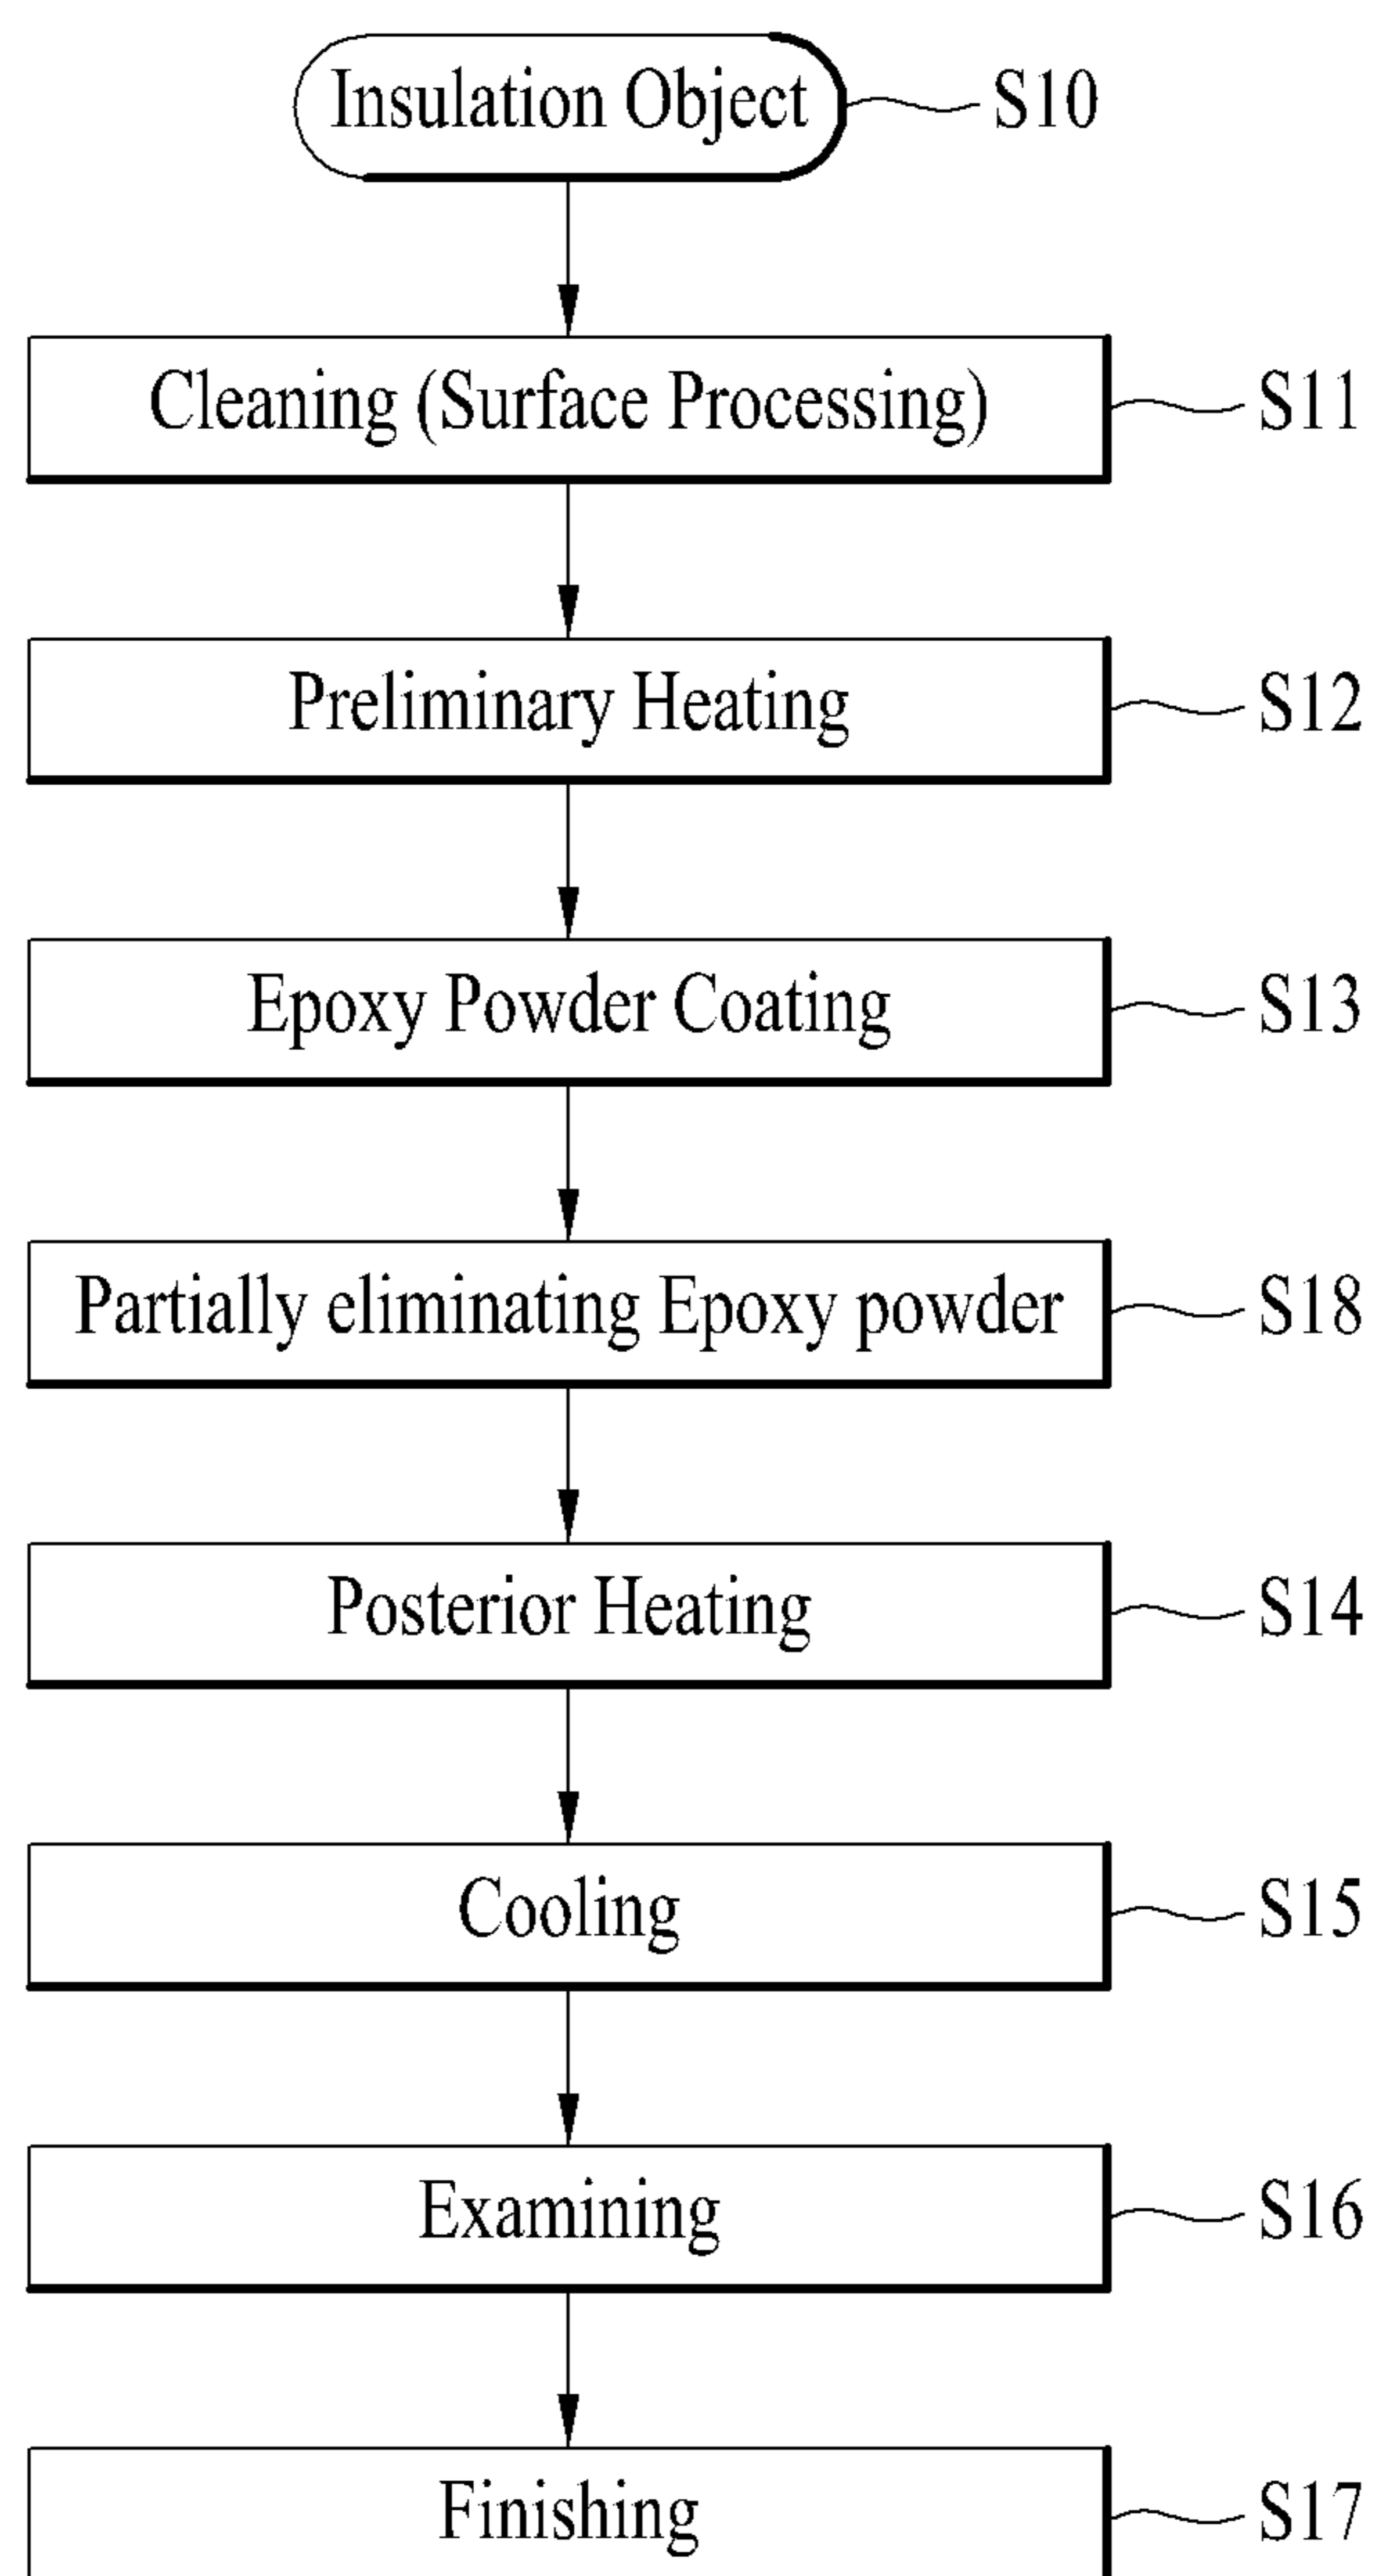 Insulation Object S10
Cleaning (Surface Processing) S11
Preliminary Heating S12
Epoxy Powder Coating S13
Partially eliminating Epoxy powder S18
Posterior Heating S14
Cooling S15
Examining S16
Finishing S17